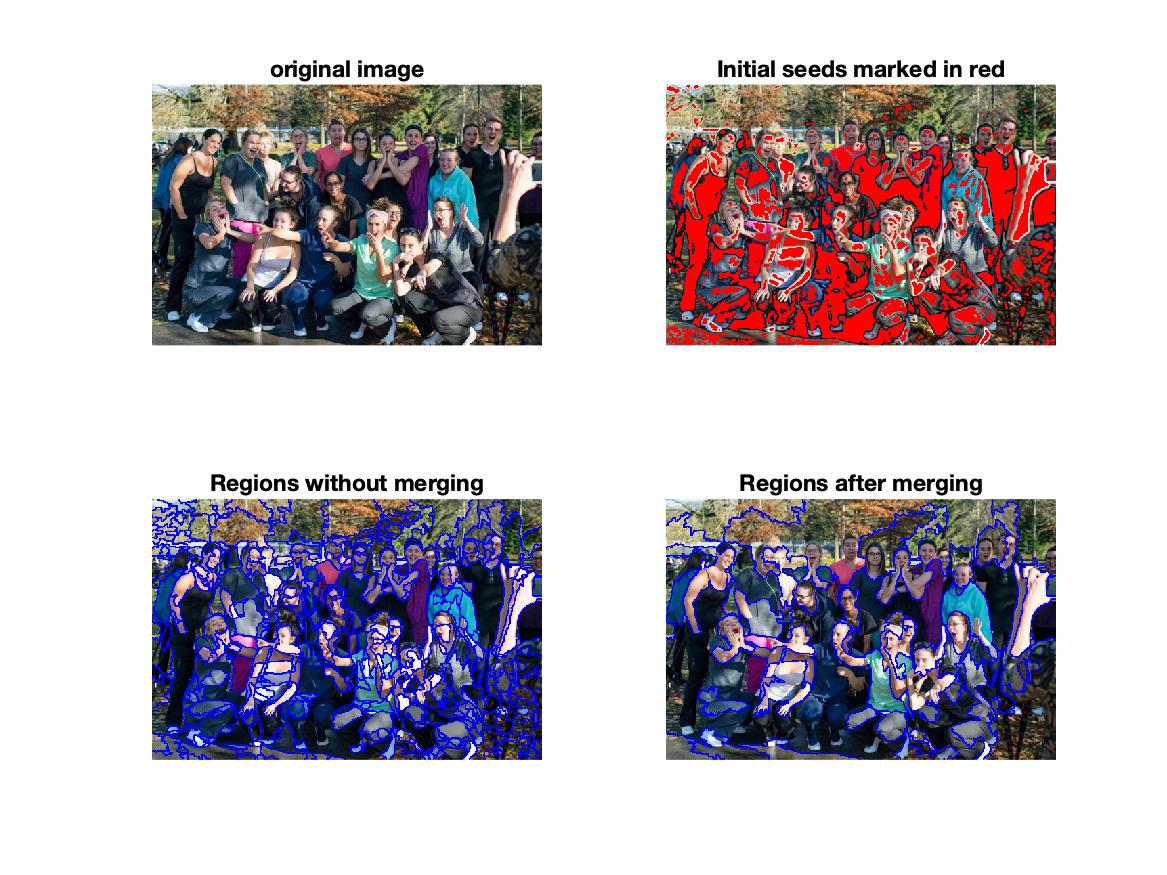 original image
Initial seeds marked in red
Regions without merging
Regions after merging